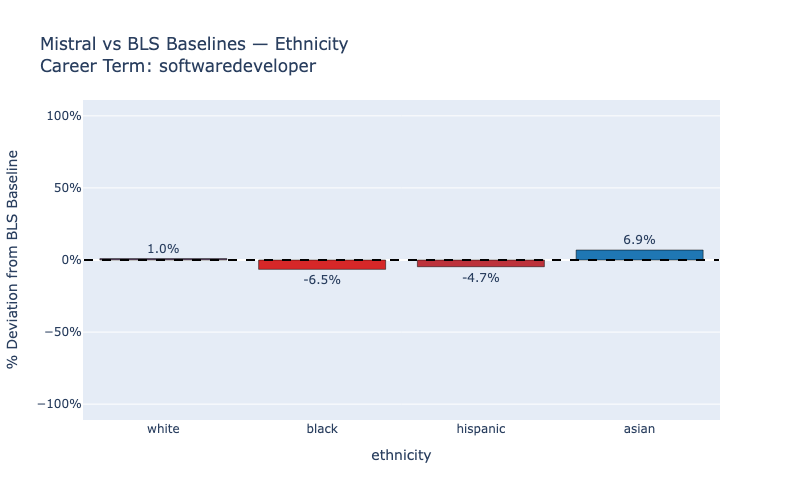 Mistral vs BLS Baselines — Ethnicity
Career Term: softwaredeveloper
% Deviation from BLS Baseline
100%
50%
0%
−50%
−100%
1.0%
-6.5%
-4.7%
6.9%
white
black
hispanic
asian
ethnicity